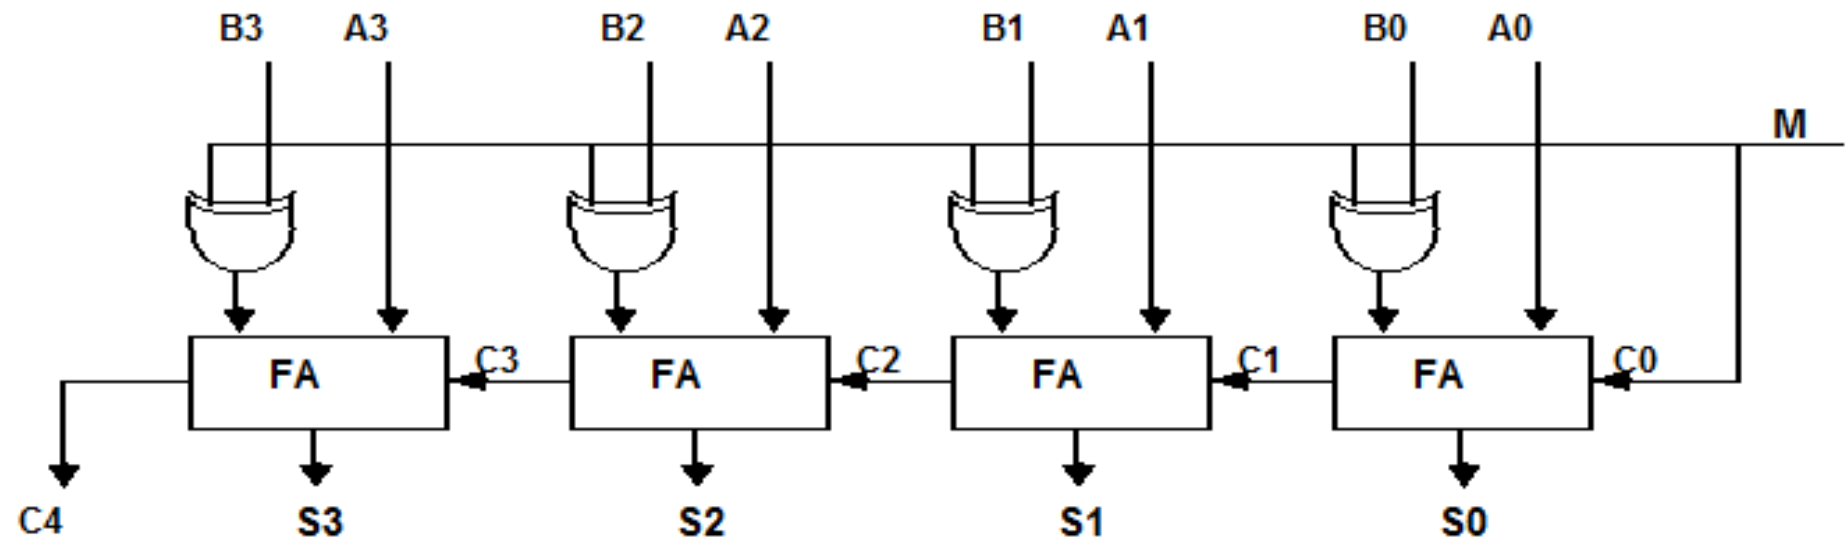 B3 A3 B2 A2 B1 A1 B0 A0
M
FA C3 FA C2 FA C1 FA C0
C4 S3 S2 S1 S0